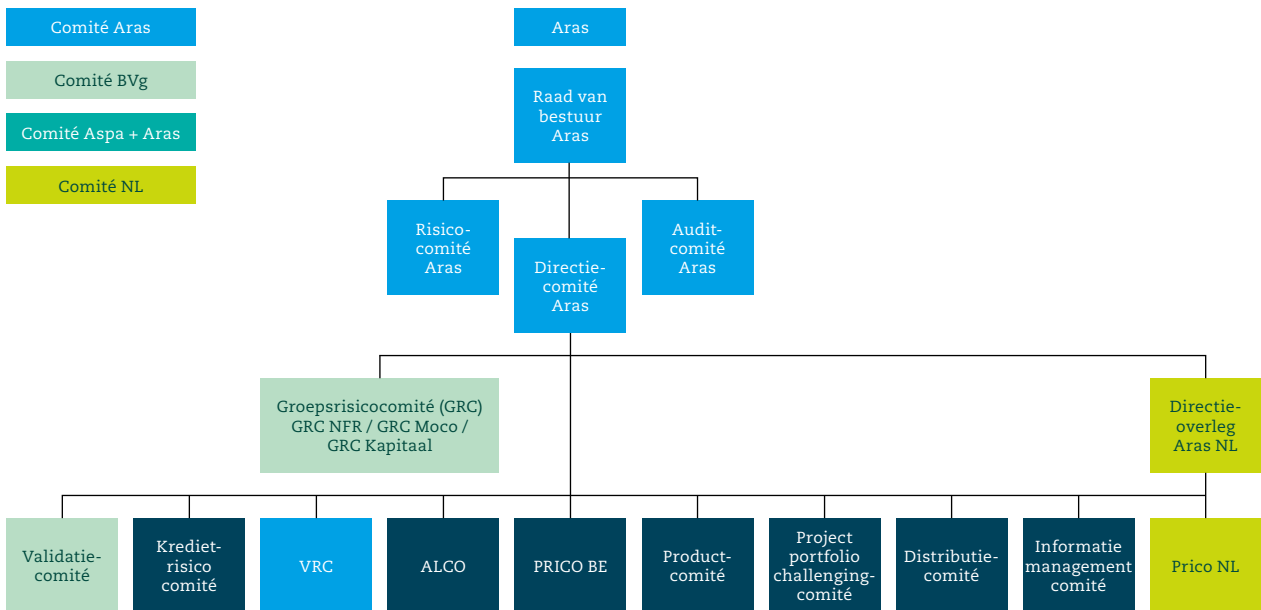 Comité Aras
Comité BVg
Comité Aspa + Aras
Comité NL
Aras
Raad van
bestuur
Aras
Risico-
comité
Aras
Directie-
comité
Aras
Audit-
comité
Aras
Groepsrisicocomité (GRC)
GRC NFR / GRC Moco /
GRC Kapitaal
Directie-
overleg
Aras NL
Validatie-
comité
Krediet-
risico
comité
VRC
ALCO
PRICO BE
Product-
comité
Project
portfolio
challenging-
comité
Distributie-
comité
Informatie
management
comité
Prico NL